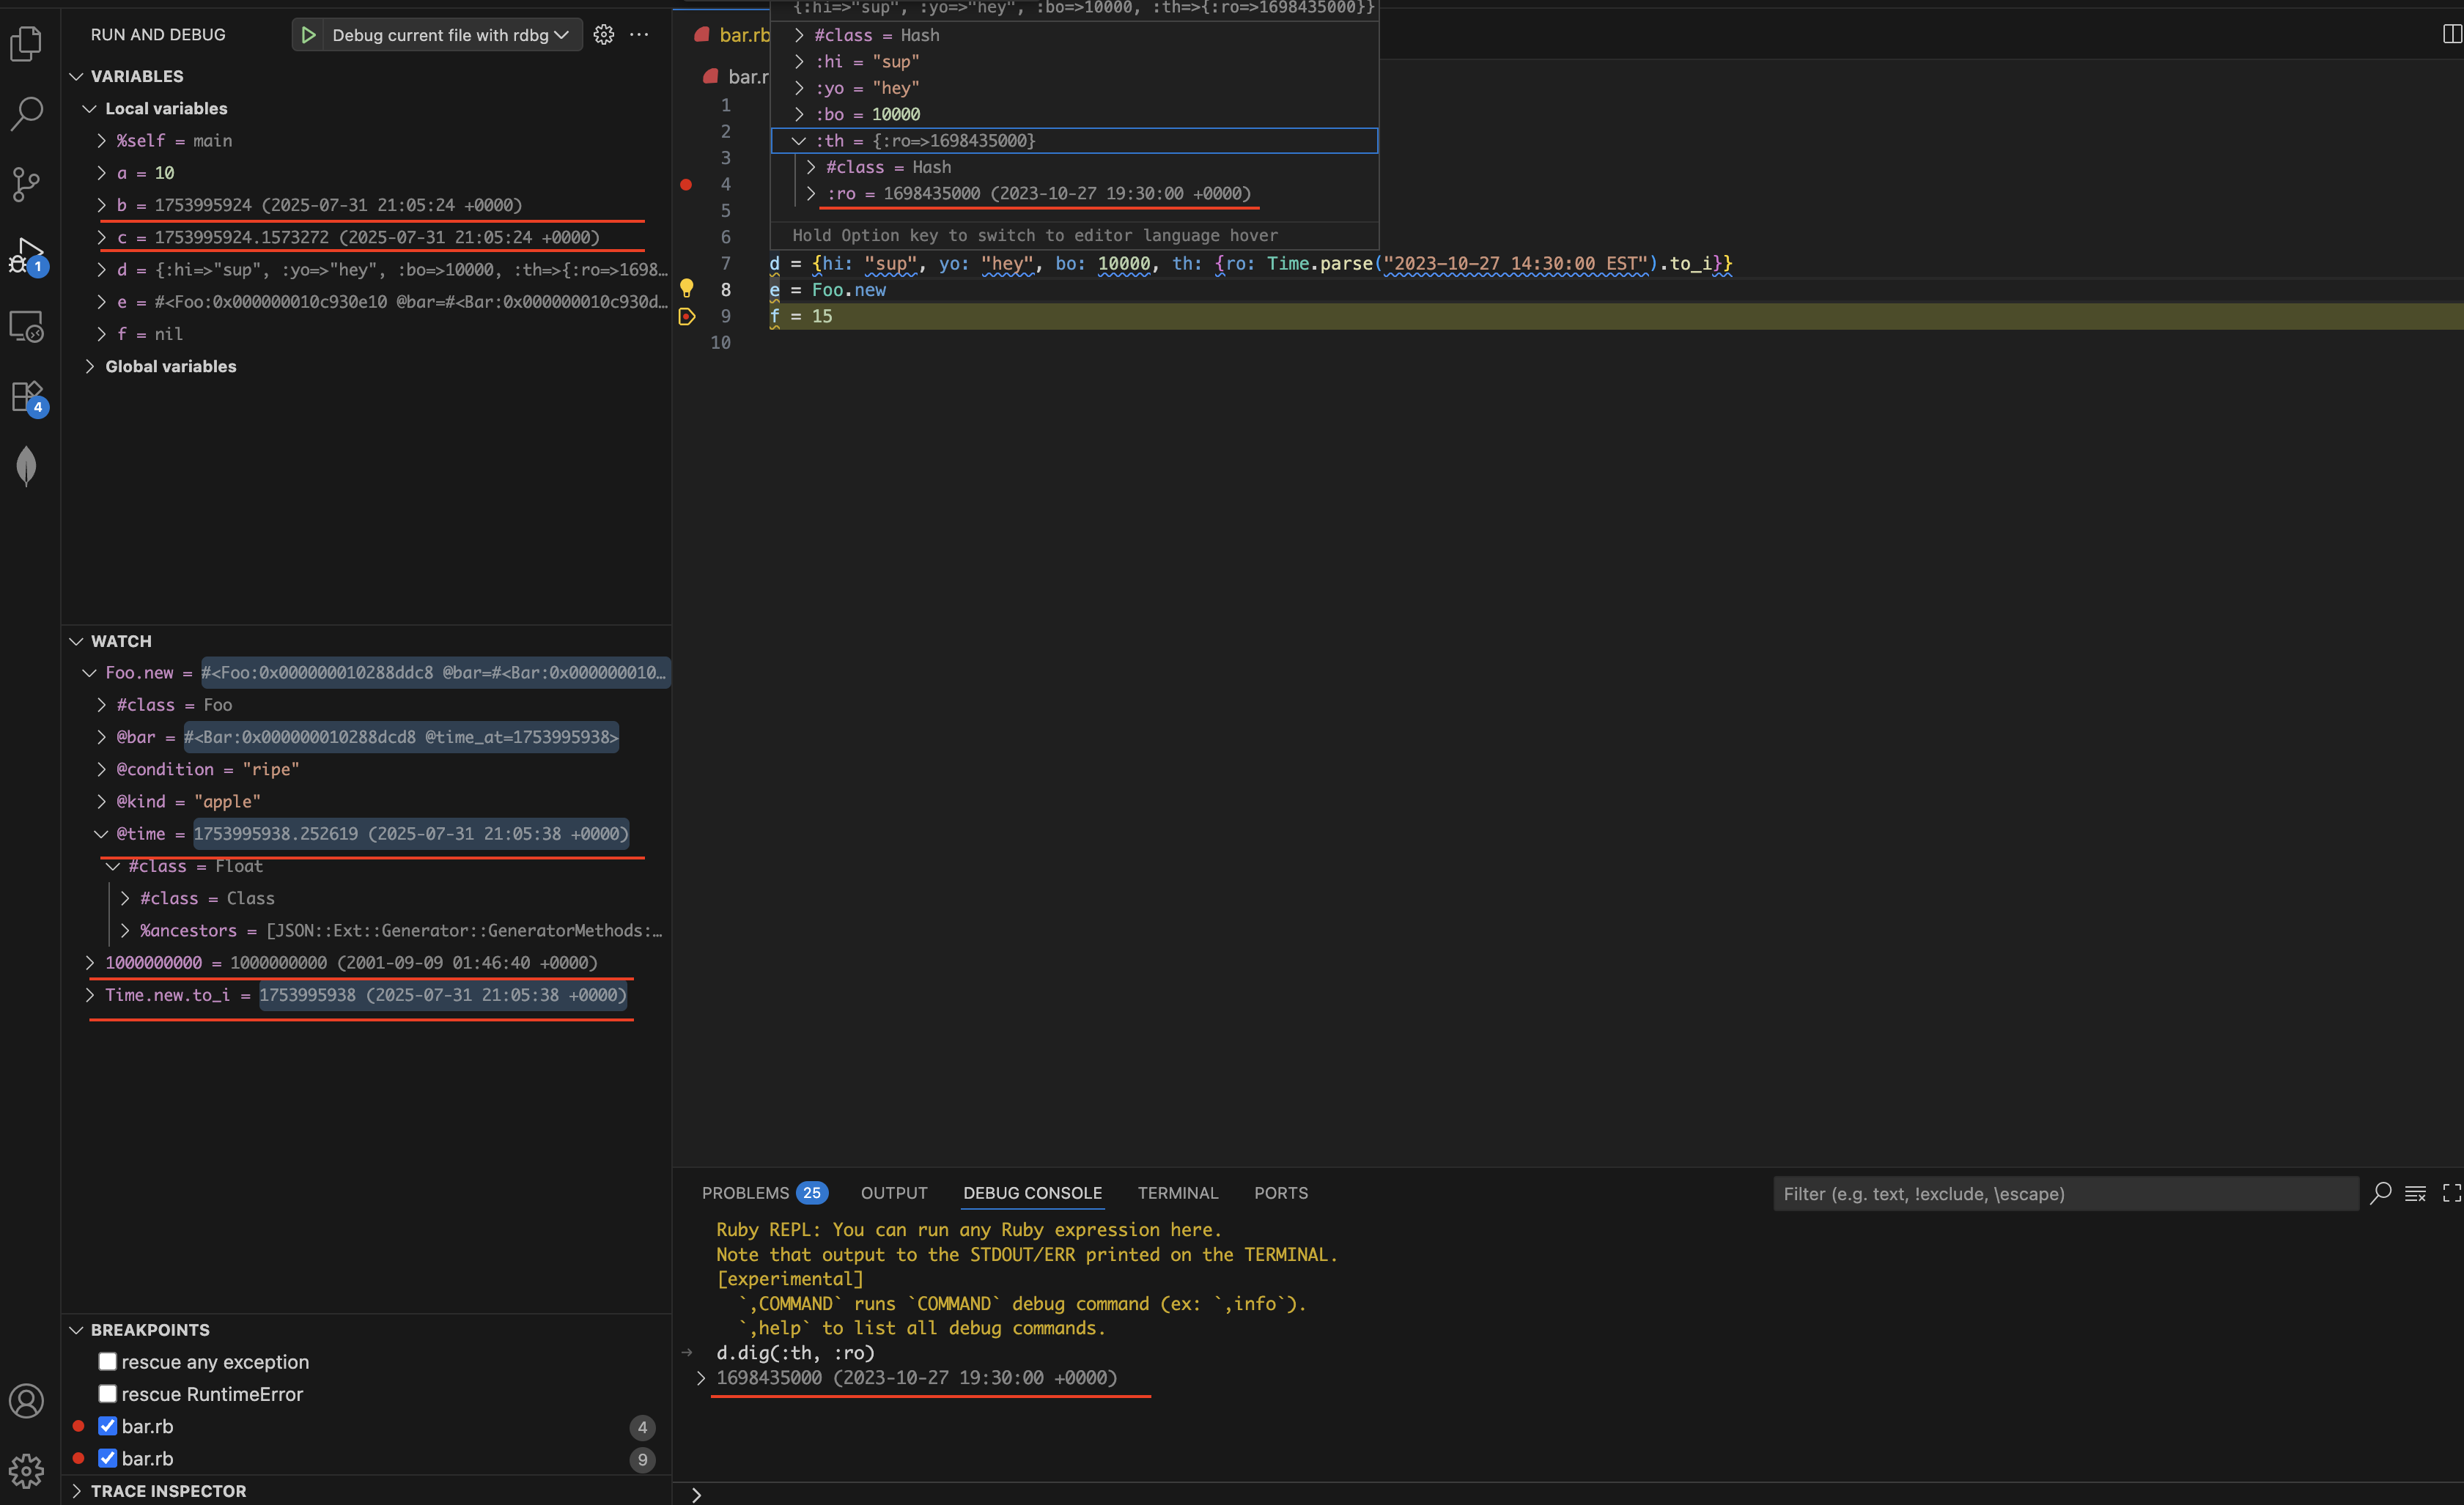 RUN AND DEBUG
Debug current file with rdbg
VARIABLES
Local variables
%self = main
a = 10
b = 1753995924 (2025-07-31 21:05:24 +0000)
c = 1753995924.1573272 (2025-07-31 21:05:24 +0000)
d = {:hi=>"sup", :yo=>"hey", :bo=>10000, :th=>{:ro=>1698…
e = #<Foo:0x000000010c930e10 @bar=#<Bar:0x000000010c930d…
f = nil
Global variables
1
4
WATCH
Foo.new = #<Foo:0x000000010288ddc8 @bar=#<Bar:0x000000010…
#class = Foo
@bar = #<Bar:0x000000010288dcd8 @time_at=1753995938>
@condition = "ripe"
@kind = "apple"
@time = 1753995938.252619 (2025-07-31 21:05:38 +0000)
#class = Float
#class = Class
%ancestors = [JSON::Ext::Generator::GeneratorMethods:…
1000000000 = 1000000000 (2001-09-09 01:46:40 +0000)
Time.new.to_i = 1753995938 (2025-07-31 21:05:38 +0000)
BREAKPOINTS
rescue any exception
rescue RuntimeError
bar.rb 4
bar.rb 9
TRACE INSPECTOR
bar.rb
bar.r
{:hi=>"sup", :yo=>"hey", :bo=>10000, :th=>{:ro=>1698435000}}
#class = Hash
:hi = "sup"
:yo = "hey"
:bo = 10000
:th = {:ro=>1698435000}
#class = Hash
:ro = 1698435000 (2023-10-27 19:30:00 +0000)
Hold Option key to switch to editor language hover
1
2
3
4
5
6
7 d = {hi: "sup", yo: "hey", bo: 10000, th: {ro: Time.parse("2023-10-27 14:30:00 EST").to_i}}
8 e = Foo.new
9 f = 15
10
PROBLEMS 25 OUTPUT DEBUG CONSOLE TERMINAL PORTS
Filter (e.g. text, !exclude, \escape)
Ruby REPL: You can run any Ruby expression here.
Note that output to the STDOUT/ERR printed on the TERMINAL.
[experimental]
`,COMMAND` runs `COMMAND` debug command (ex: `,info`).
`,help` to list all debug commands.
d.dig(:th, :ro)
1698435000 (2023-10-27 19:30:00 +0000)